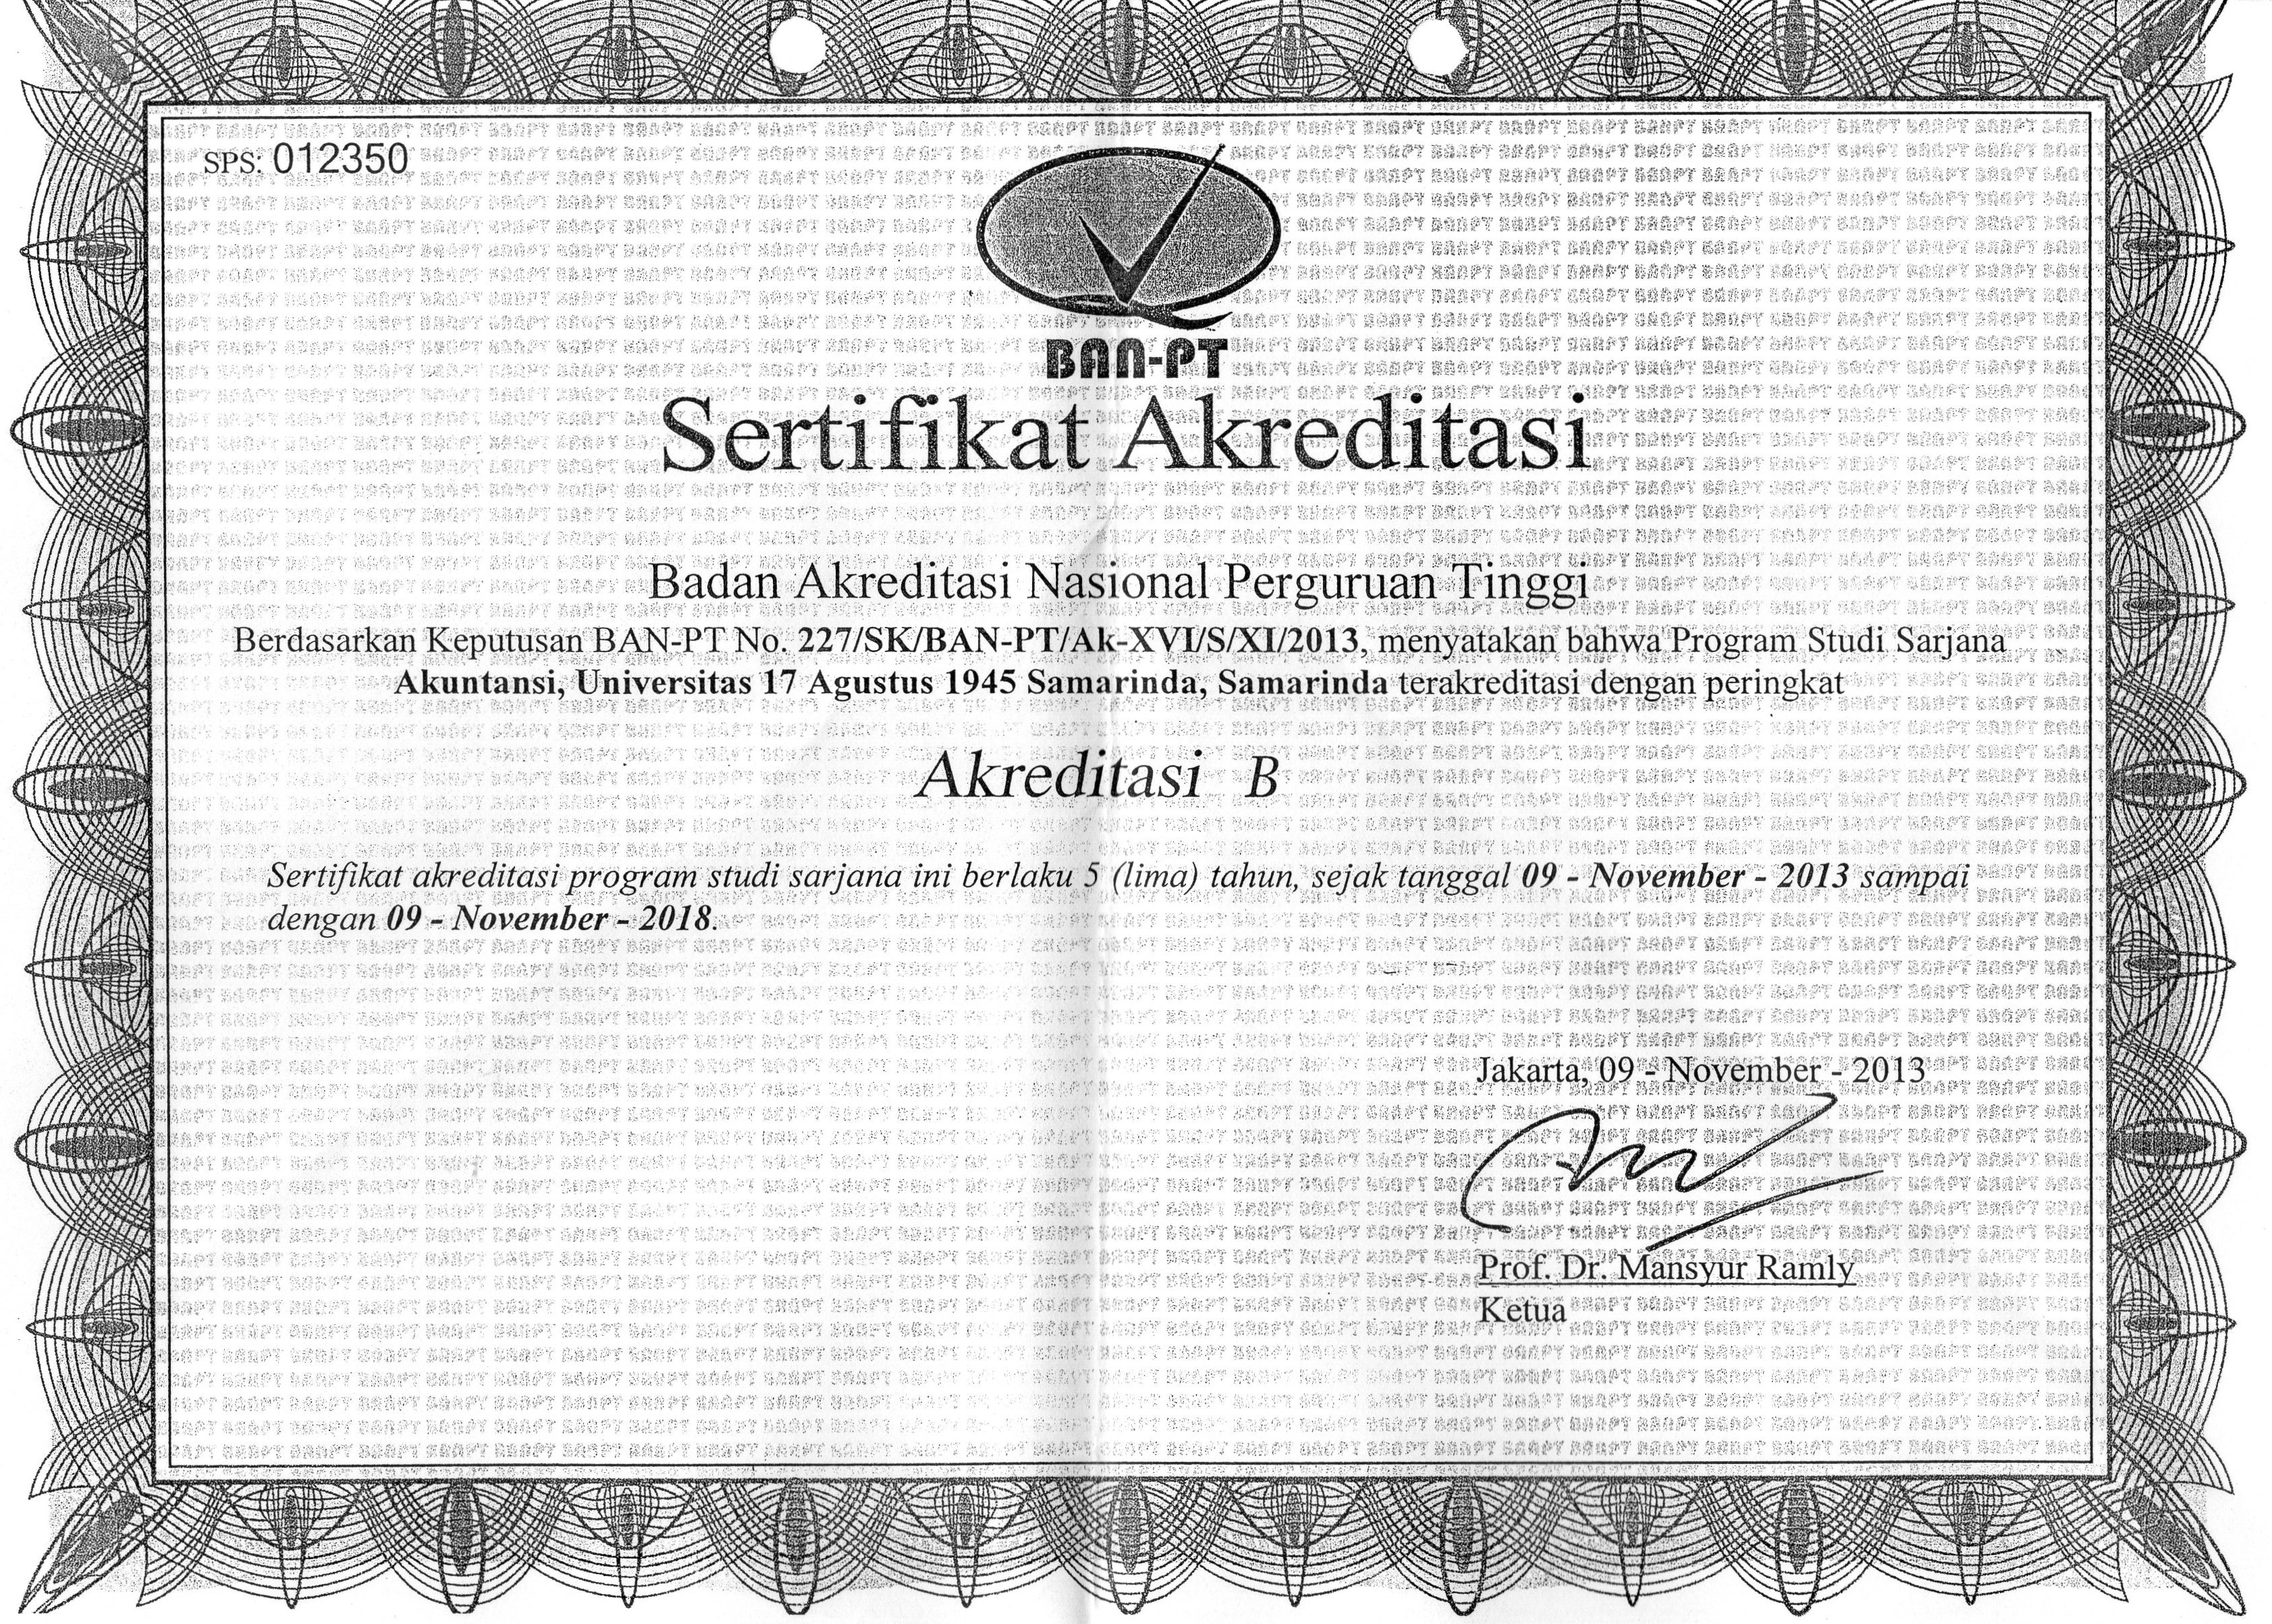 SPS: 012350
BAN-PT
Sertifikat Akreditasi
Badan Akreditasi Nasional Perguruan Tinggi
Berdasarkan Keputusan BAN-PT No. 227/SK/BAN-PT/Ak-XVI/S/XI/2013, menyatakan bahwa Program Studi Sarjana
Akuntansi, Universitas 17 Agustus 1945 Samarinda, Samarinda terakreditasi dengan peringkat
Akreditasi B
Sertifikat akreditasi program studi sarjana ini berlaku 5 (lima) tahun, sejak tanggal 09 - November - 2013 sampai
dengan 09 - November - 2018.
Jakarta, 09 - November - 2013
Prof. Dr. Mansyur Ramly
Ketua